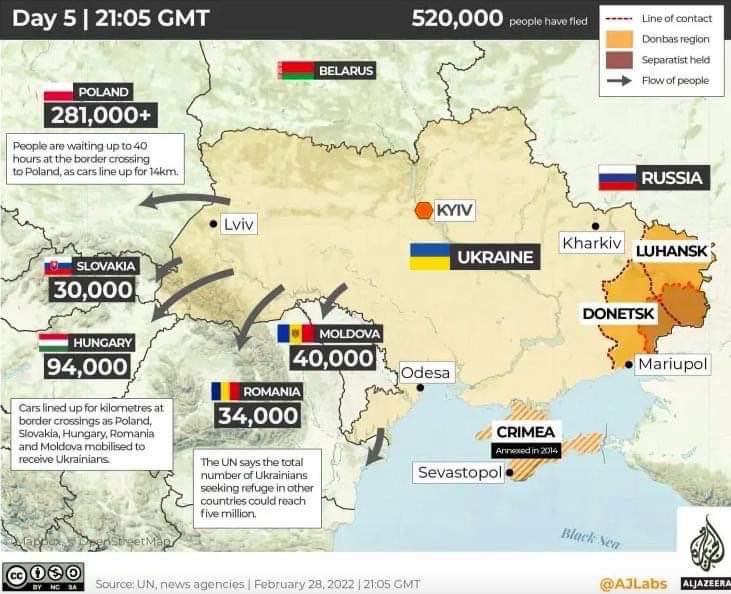 Day 5 | 21:05 GMT
520,000 people have fled
Line of contact
Donbas region
Separatist held
Flow of people
BELARUS
POLAND
281,000+
People are waiting up to 40
hours at the border crossing
to Poland, as cars line up for 14km.
RUSSIA
KYIV
Lviv
Kharkiv
UKRAINE
LUHANSK
SLOVAKIA
30,000
DONETSK
HUNGARY
94,000
MOLDOVA
40,000
Mariupol
Odesa
ROMANIA
34,000
Cars lined up for kilometres at
border crossings as Poland,
Slovakia, Hungary, Romania
and Moldova mobilised to
receive Ukrainians.
CRIMEA
Annexed in 2014
The UN says the total
number of Ukrainians
seeking refuge in other
countries could reach
five million.
Sevastopol
Black Sea
© Mapbox, © OpenStreetMap
CC BY NC SA
Source: UN, news agencies | February 28, 2022 | 21:05 GMT
@AJLabs
ALJAZEERA